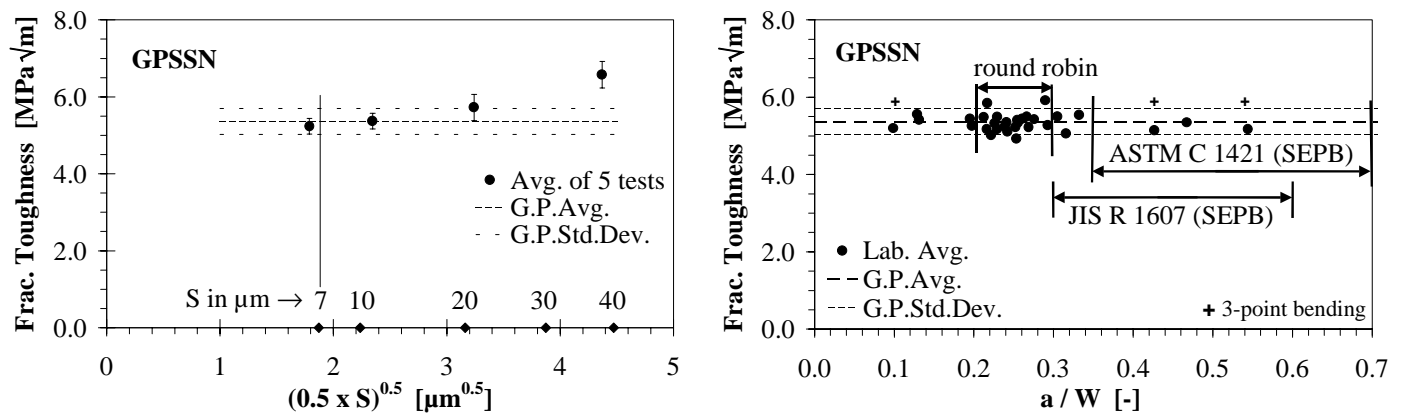 Frac. Toughness [MPa √m]
8.0
6.0
4.0
2.0
0.0
GPSSN
Avg. of 5 tests
G.P.Avg.
G.P.Std.Dev.
S in µm → 7 10 20 30 40
0 1 2 3 4 5
(0.5 x S)^0.5 [µm^0.5]
Frac. Toughness [MPa √m]
8.0
6.0
4.0
2.0
0.0
GPSSN
round robin
ASTM C 1421 (SEPB)
JIS R 1607 (SEPB)
Lab. Avg.
G.P.Avg.
G.P.Std.Dev.
+ 3-point bending
0.0 0.1 0.2 0.3 0.4 0.5 0.6 0.7
a / W [-]